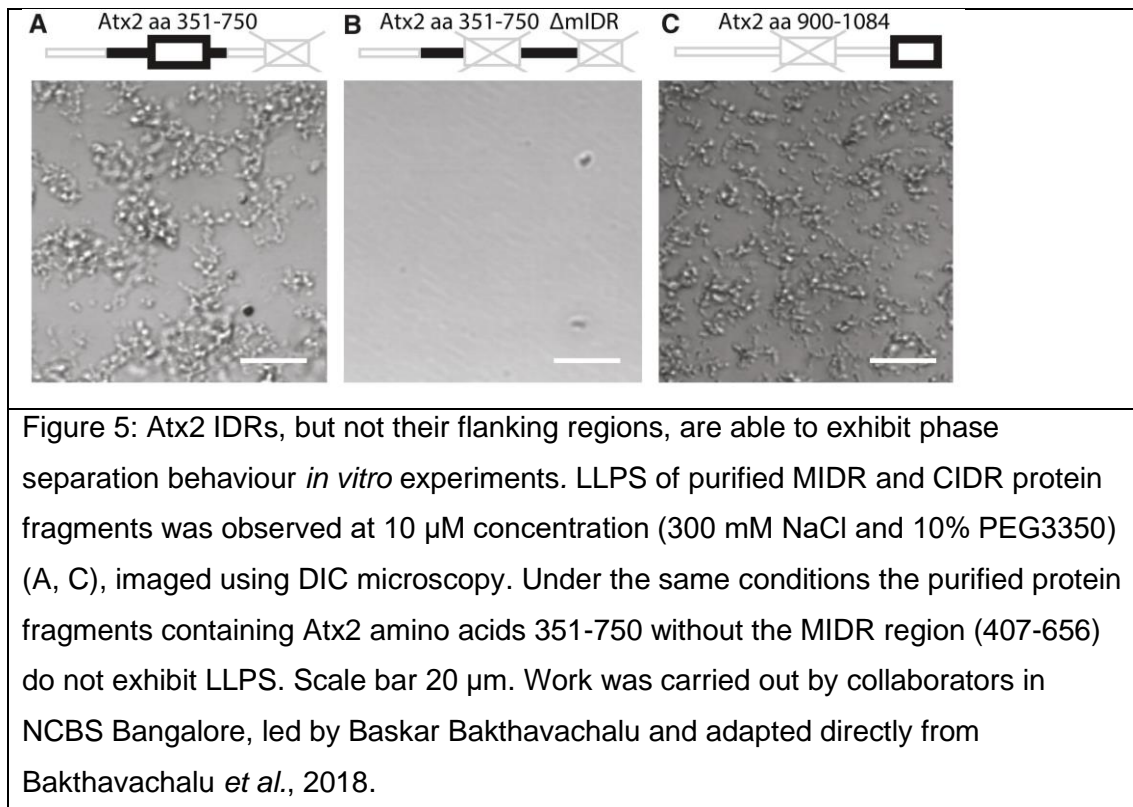 A Atx2 aa 351-750 B Atx2 aa 351-750 ΔmIDR C Atx2 aa 900-1084
Figure 5: Atx2 IDRs, but not their flanking regions, are able to exhibit phase
separation behaviour in vitro experiments. LLPS of purified MIDR and CIDR protein
fragments was observed at 10 µM concentration (300 mM NaCl and 10% PEG3350)
(A, C), imaged using DIC microscopy. Under the same conditions the purified protein
fragments containing Atx2 amino acids 351-750 without the MIDR region (407-656)
do not exhibit LLPS. Scale bar 20 µm. Work was carried out by collaborators in
NCBS Bangalore, led by Baskar Bakthavachalu and adapted directly from
Bakthavachalu et al., 2018.